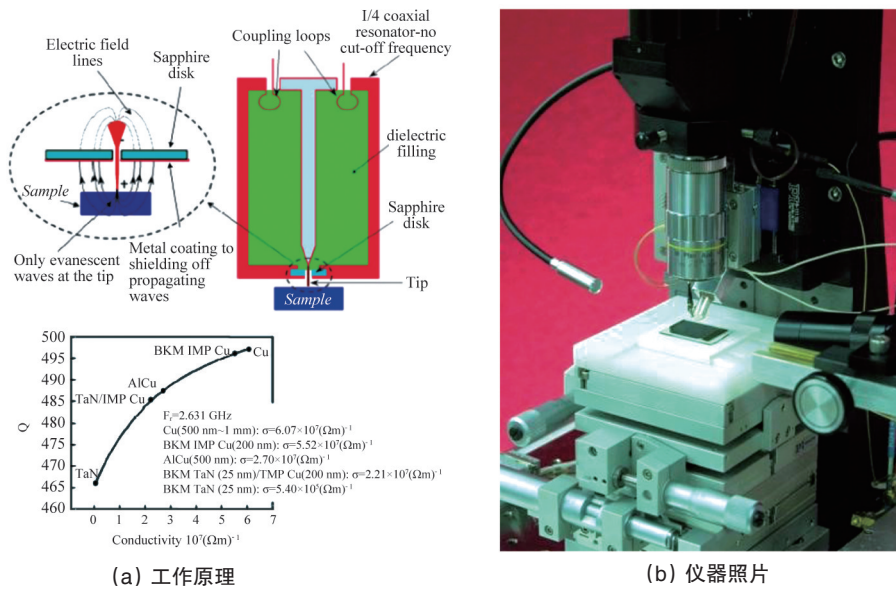 I/4 coaxial
resonator-no
cut-off frequency
Coupling loops
Electric field
lines
Sapphire
disk
dielectric
filling
Sample
Sapphire
disk
Only evanescent
waves at the tip
Metal coating to
shielding off
propagating
waves
Tip
Sample
500
495
490
485
480
475
470
465
460
Q
BKM IMP Cu
Cu
AlCu
TaN/IMP Cu
TaN
Fr=2.631 GHz
Cu(500 nm~1 mm): σ=6.07×10⁷(Ωm)⁻¹
BKM IMP Cu(200 nm): σ=5.52×10⁷(Ωm)⁻¹
AlCu(500 nm): σ=2.70×10⁷(Ωm)⁻¹
BKM TaN (25 nm)/TMP Cu(200 nm): σ=2.21×10⁷(Ωm)⁻¹
BKM TaN (25 nm): σ=5.40×10⁵(Ωm)⁻¹
0 1 2 3 4 5 6 7
Conductivity 10⁷(Ωm)⁻¹
(a) 工作原理
(b) 仪器照片